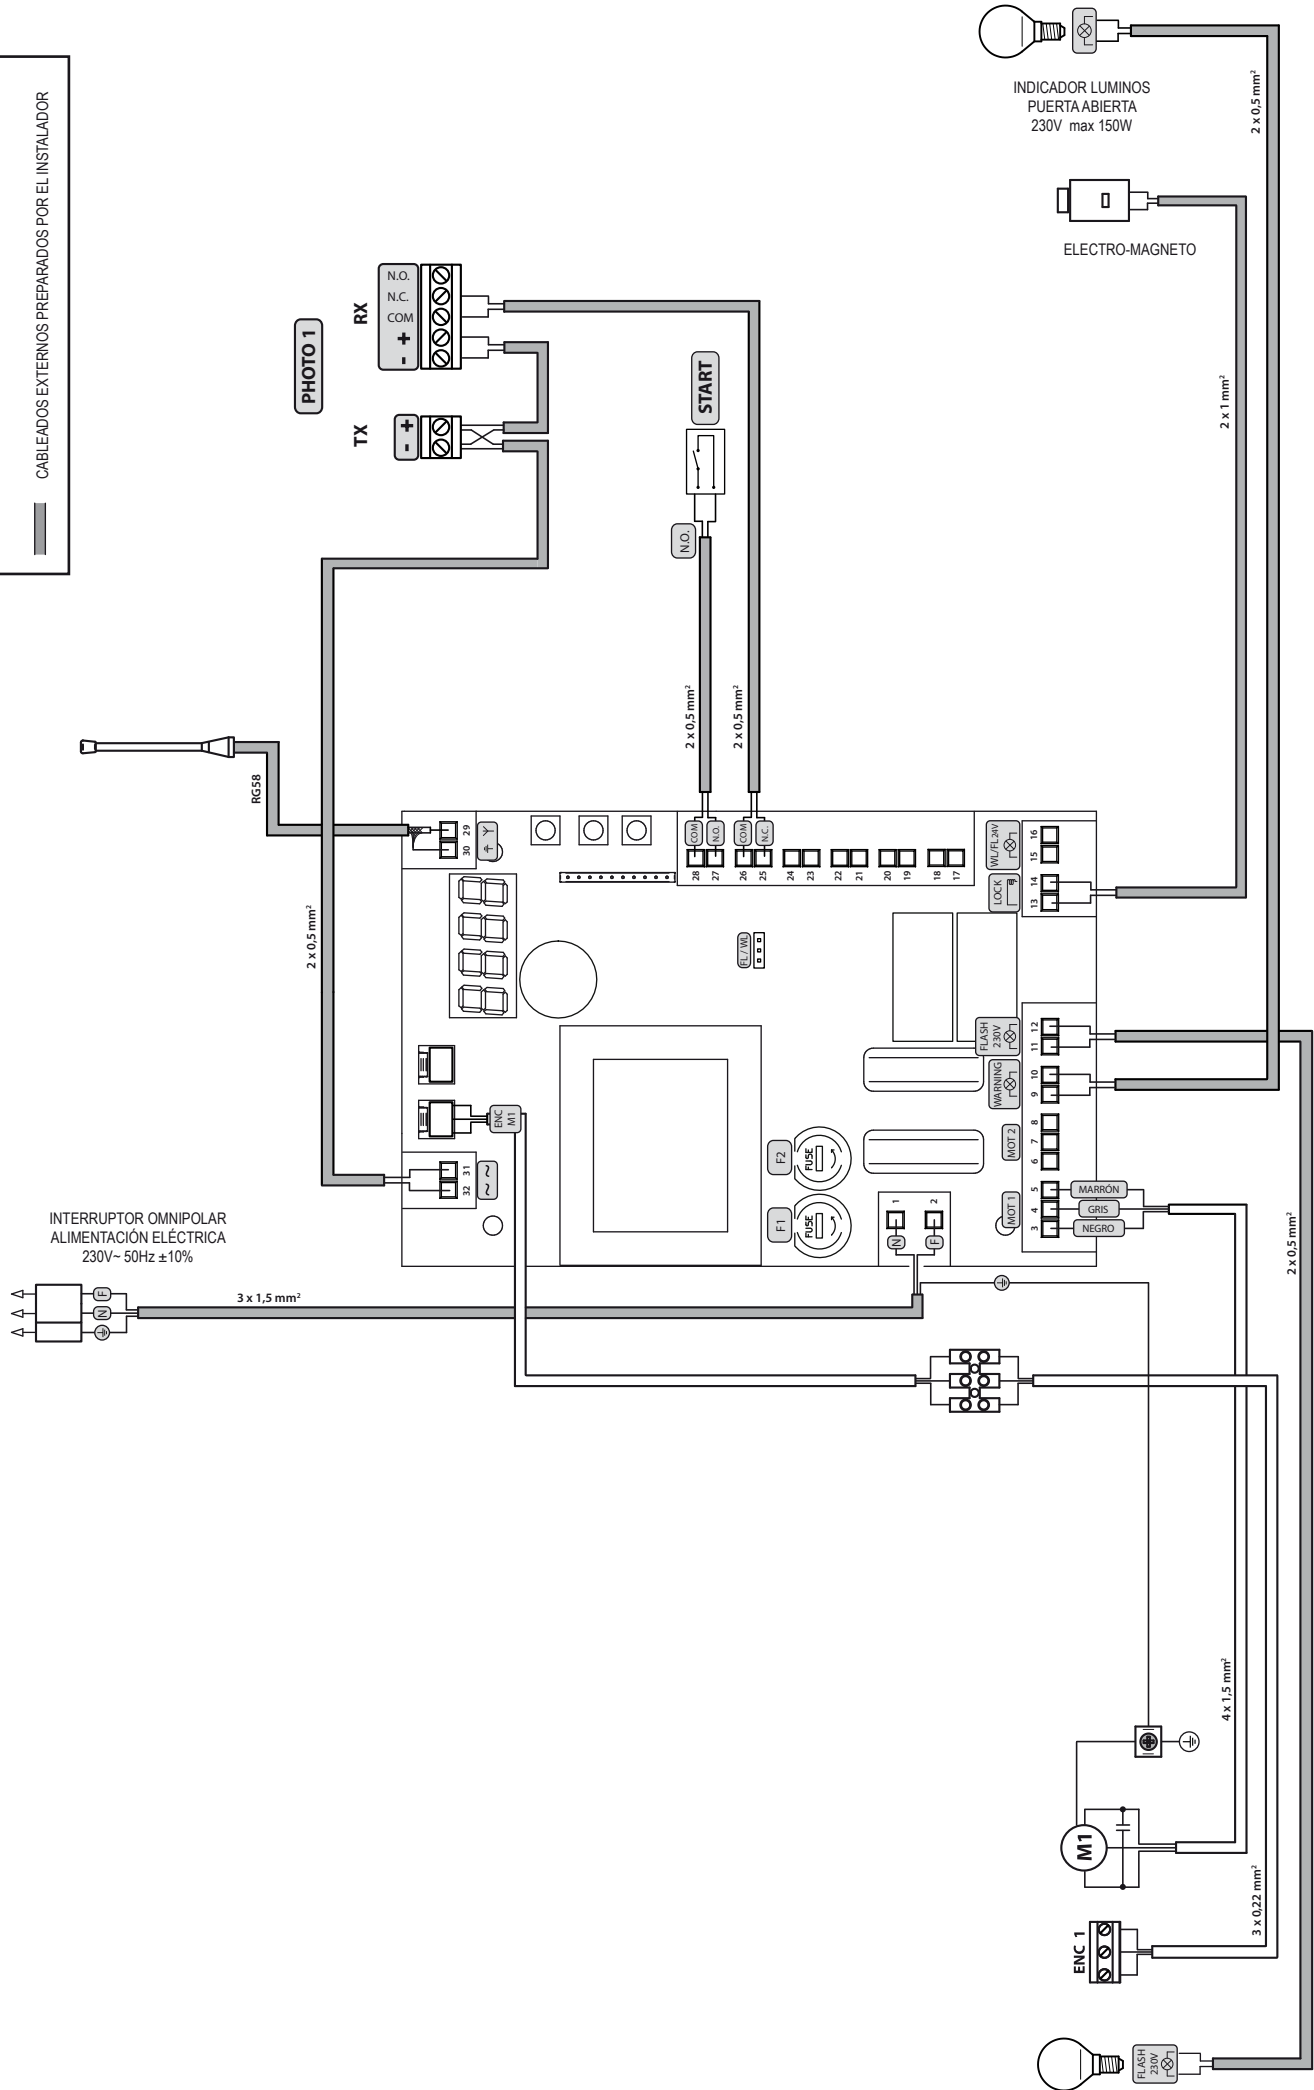 INDICADOR LUMINOS
PUERTA ABIERTA
230V max 150W
2 x 0,5 mm²
CABLEADOS EXTERNOS PREPARADOS POR EL INSTALADOR
ELECTRO-MAGNETO
PHOTO 1
RX
N.O.
N.C.
COM
+
-
TX
- +
START
N.O.
2 x 1 mm²
RG58
2 x 0,5 mm²
2 x 0,5 mm²
2 x 0,5 mm²
29
30
COM
N.O.
COM
N.C.
28
27
26
25
24
23
22
21
20
19
18
17
WL/FL 24V
16
15
LOCK
14
13
FL / WL
FLASH
230V
12
11
WARNING
10
9
MOT 2
8
7
6
MOT 1
5
4
3
MARRÓN
GRIS
NEGRO
ENC
M1
31
32
~ ~
F2
FUSE
F1
FUSE
1
2
N
F
INTERRUPTOR OMNIPOLAR
ALIMENTACIÓN ELÉCTRICA
230V~ 50Hz ±10%
F
N
3 x 1,5 mm²
2 x 0,5 mm²
4 x 1,5 mm²
M1
3 x 0,22 mm²
ENC 1
FLASH
230V